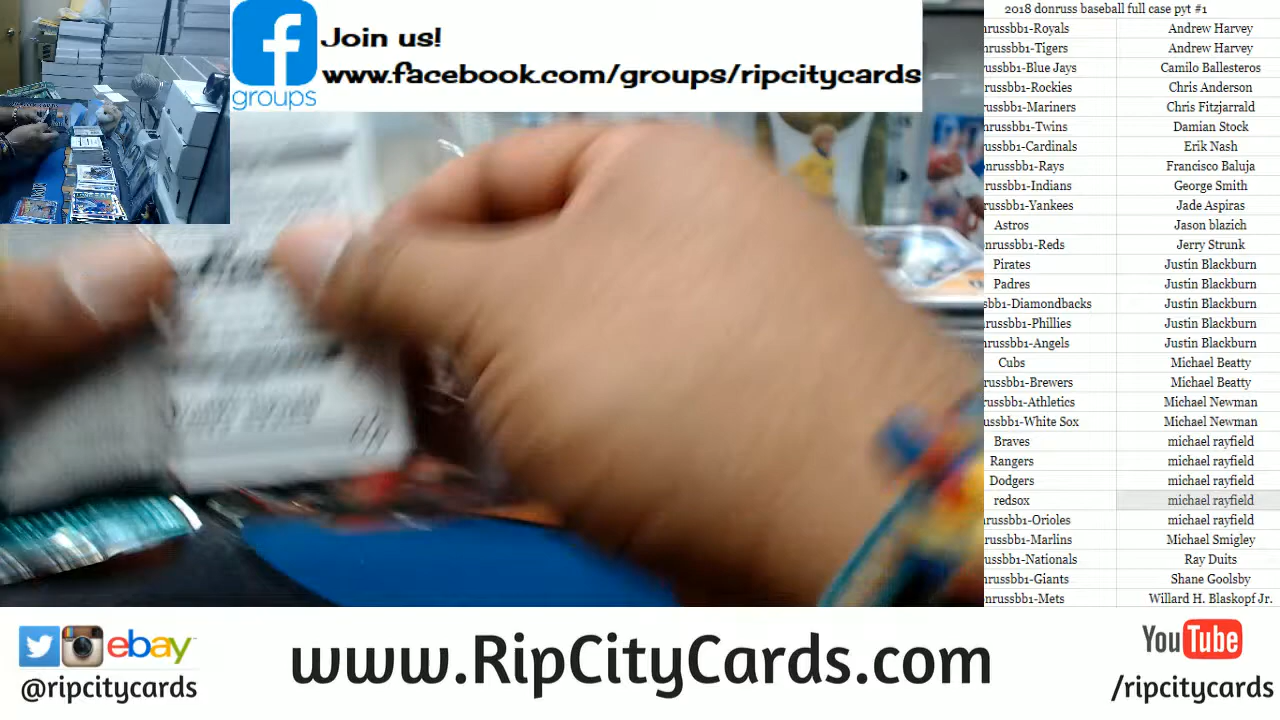 Join us!
www.facebook.com/groups/ripcitycards
groups
2018 donruss baseball full case pyt #1
nrussbb1-Royals Andrew Harvey
nrussbb1-Tigers Andrew Harvey
russbb1-Blue Jays Camilo Ballesteros
nrussbb1-Rockies Chris Anderson
nrussbb1-Mariners Chris Fitzjarrald
nrussbb1-Twins Damian Stock
russbb1-Cardinals Erik Nash
onrussbb1-Rays Francisco Baluja
nrussbb1-Indians George Smith
russbb1-Yankees Jade Aspiras
Astros Jason blazich
onrussbb1-Reds Jerry Strunk
Pirates Justin Blackburn
Padres Justin Blackburn
sbb1-Diamondbacks Justin Blackburn
russbb1-Phillies Justin Blackburn
nrussbb1-Angels Justin Blackburn
Cubs Michael Beatty
russbb1-Brewers Michael Beatty
russbb1-Athletics Michael Newman
russbb1-White Sox Michael Newman
Braves michael rayfield
Rangers michael rayfield
Dodgers michael rayfield
redsox michael rayfield
nrussbb1-Orioles michael rayfield
nrussbb1-Marlins Michael Smigley
russbb1-Nationals Ray Duits
nrussbb1-Giants Shane Goolsby
onrussbb1-Mets Willard H. Blaskopf Jr.
ebay
@ripcitycards
www.RipCityCards.com
YouTube
/ripcitycards